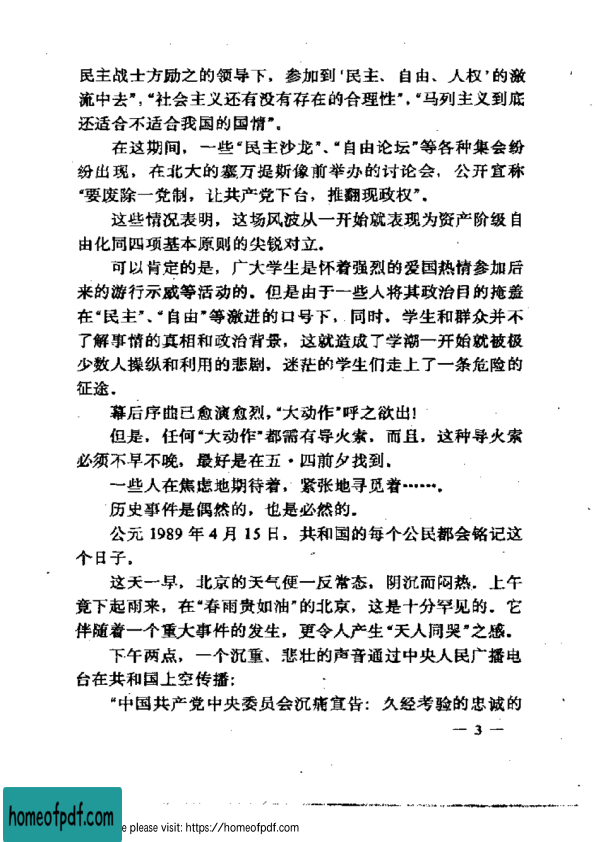 民主战士方励之的领导下，参加到‘民主、自由、人权’的激
流中去”，“社会主义还有没有存在的合理性”，“马列主义到底
还适合不适合我国的国情”。
在这期间，一些“民主沙龙”、“自由论坛”等各种集会纷
纷出现，在北大的塞万提斯像前举办的讨论会，公开宣称
“要废除一党制，让共产党下台，推翻现政权”。
这些情况表明，这场风波从一开始就表现为资产阶级自
由化同四项基本原则的尖锐对立。
可以肯定的是，广大学生是怀着强烈的爱国热情参加后
来的游行示威等活动的。但是由于一些人将其政治目的掩盖
在“民主”、“自由”等激进的口号下，同时，学生和群众并不
了解事情的真相和政治背景，这就造成了学潮一开始就被极
少数人操纵和利用的悲剧，迷茫的学生们走上了一条危险的
征途。
幕后序曲已愈演愈烈，“大动作”呼之欲出！
但是，任何“大动作”都需有导火索，而且，这种导火索
必须不早不晚，最好是在五·四前夕找到。
一些人在焦虑地期待着，紧张地寻觅着……。
历史事件是偶然的，也是必然的。
公元 1989 年 4 月 15 日，共和国的每个公民都会铭记这
个日子。
这天一早，北京的天气便一反常态，阴沉而闷热。上午
竟下起雨来，在“春雨贵如油”的北京，这是十分罕见的。它
伴随着一个重大事件的发生，更令人产生“天人同哭”之感。
下午两点，一个沉重、悲壮的声音通过中央人民广播电
台在共和国上空传播：
“中国共产党中央委员会沉痛宣告：久经考验的忠诚的
— 3 —
homeofpdf.com
e please visit: https://homeofpdf.com